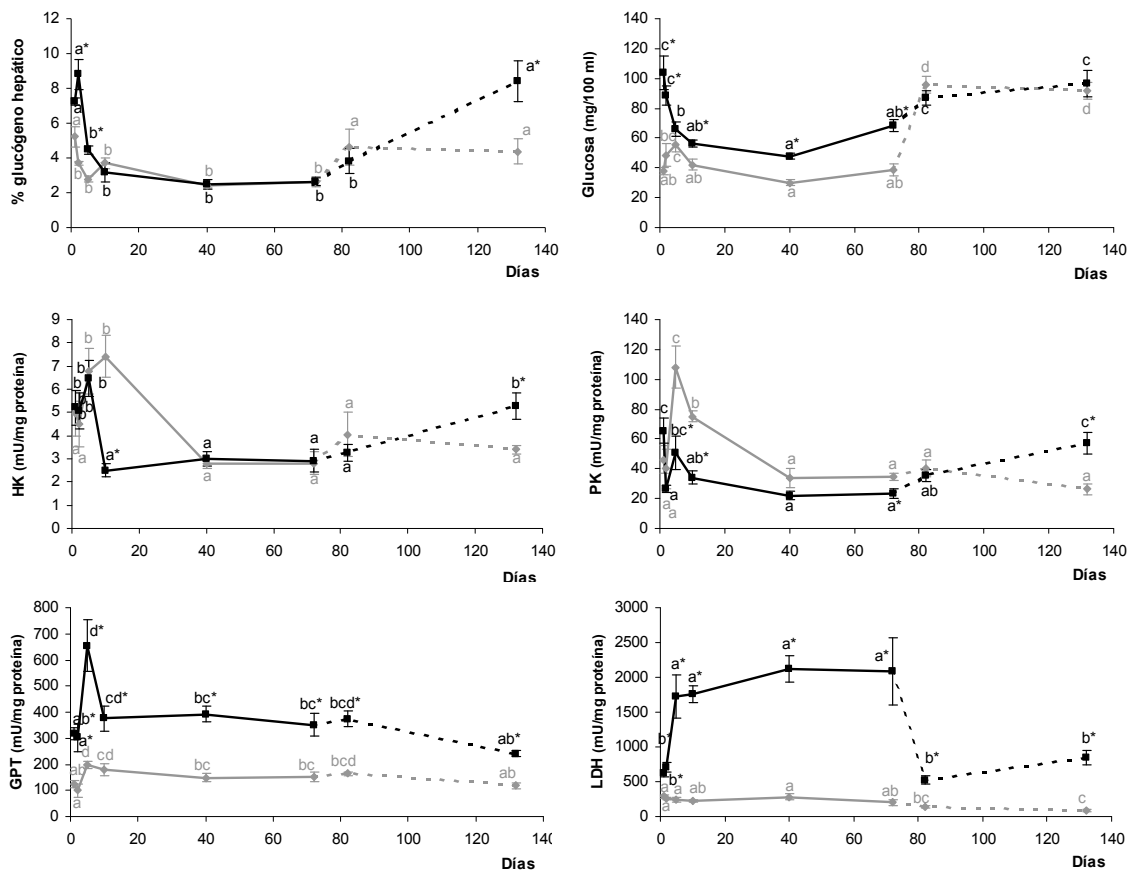 % glucógeno hepático
12
10
8
6
4
2
0
a*
a
a
b*
b
b
b
b
b
b
b
b
a
b
a*
a
0 20 40 60 80 100 120 140
Días
Glucosa (mg/100 ml)
140
120
100
80
60
40
20
0
c*
c*
b
bc
c
ab
ab*
ab
a*
a
ab*
ab
d
c
c
d
0 20 40 60 80 100 120 140
Días
HK (mU/mg proteína)
9
8
7
6
5
4
3
2
1
0
b
b
b
b
b
b
b
a
a
a*
a
a
a
a
a
a
b*
a
0 20 40 60 80 100 120 140
Días
PK (mU/mg proteína)
140
120
100
80
60
40
20
0
c
c
bc*
b
ab*
a
a
a
a
a
a
a*
a
ab
c*
a
0 20 40 60 80 100 120 140
Días
GPT (mU/mg proteína)
800
700
600
500
400
300
200
100
0
d*
cd*
ab*
a*
ab
d
cd
a
bc*
bc
bc*
bc
bcd*
bcd
ab*
ab
0 20 40 60 80 100 120 140
Días
LDH (mU/mg proteína)
3000
2500
2000
1500
1000
500
0
a*
a*
a*
a*
b*
b*
a
a
a
ab
a
ab
b*
bc
b*
c
0 20 40 60 80 100 120 140
Días